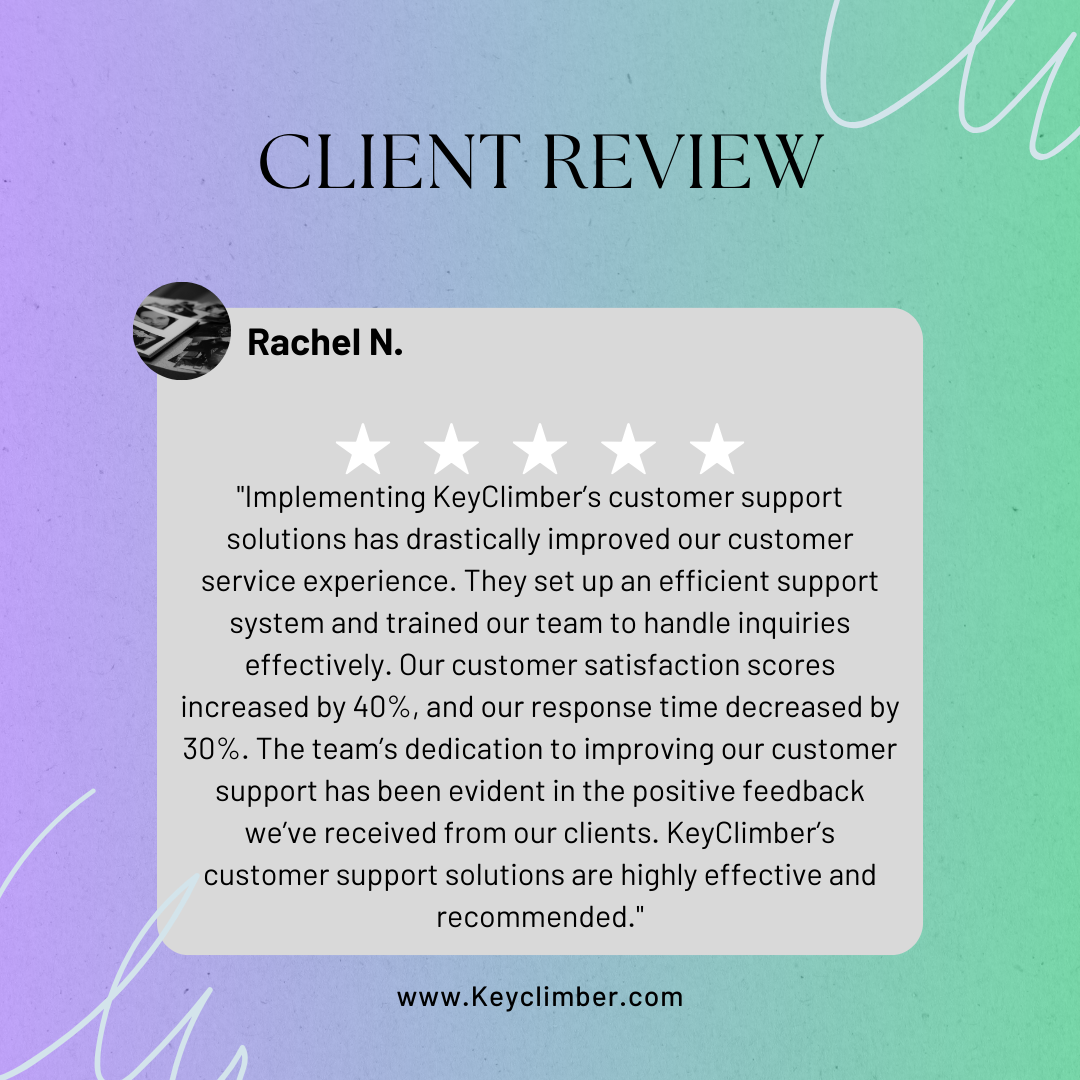 CLIENT REVIEW
Rachel N.
"Implementing KeyClimber’s customer support
solutions has drastically improved our customer
service experience. They set up an efficient support
system and trained our team to handle inquiries
effectively. Our customer satisfaction scores
increased by 40%, and our response time decreased by
30%. The team’s dedication to improving our customer
support has been evident in the positive feedback
we’ve received from our clients. KeyClimber’s
customer support solutions are highly effective and
recommended."
www.Keyclimber.com